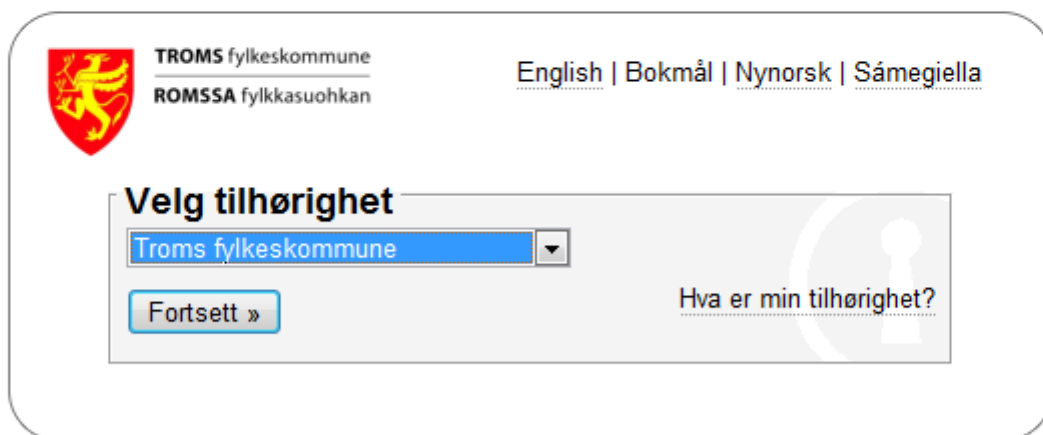 TROMS fylkeskommune
ROMSSA fylkkasuohkan
English | Bokmål | Nynorsk | Sámegiella
Velg tilhørighet
Troms fylkeskommune
Fortsett »
Hva er min tilhørighet?